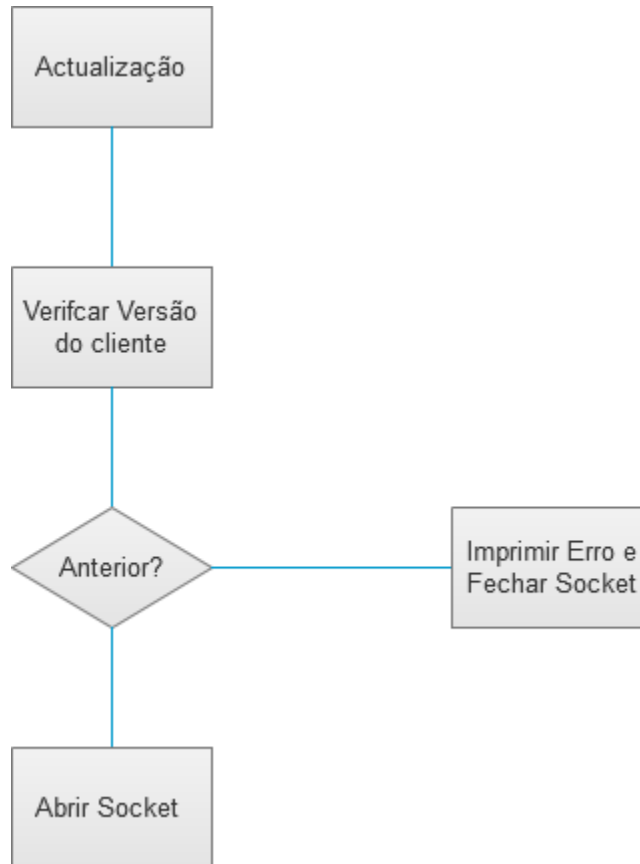 Actualização
Verifcar Versão
do cliente
Anterior?
Imprimir Erro e
Fechar Socket
Abrir Socket